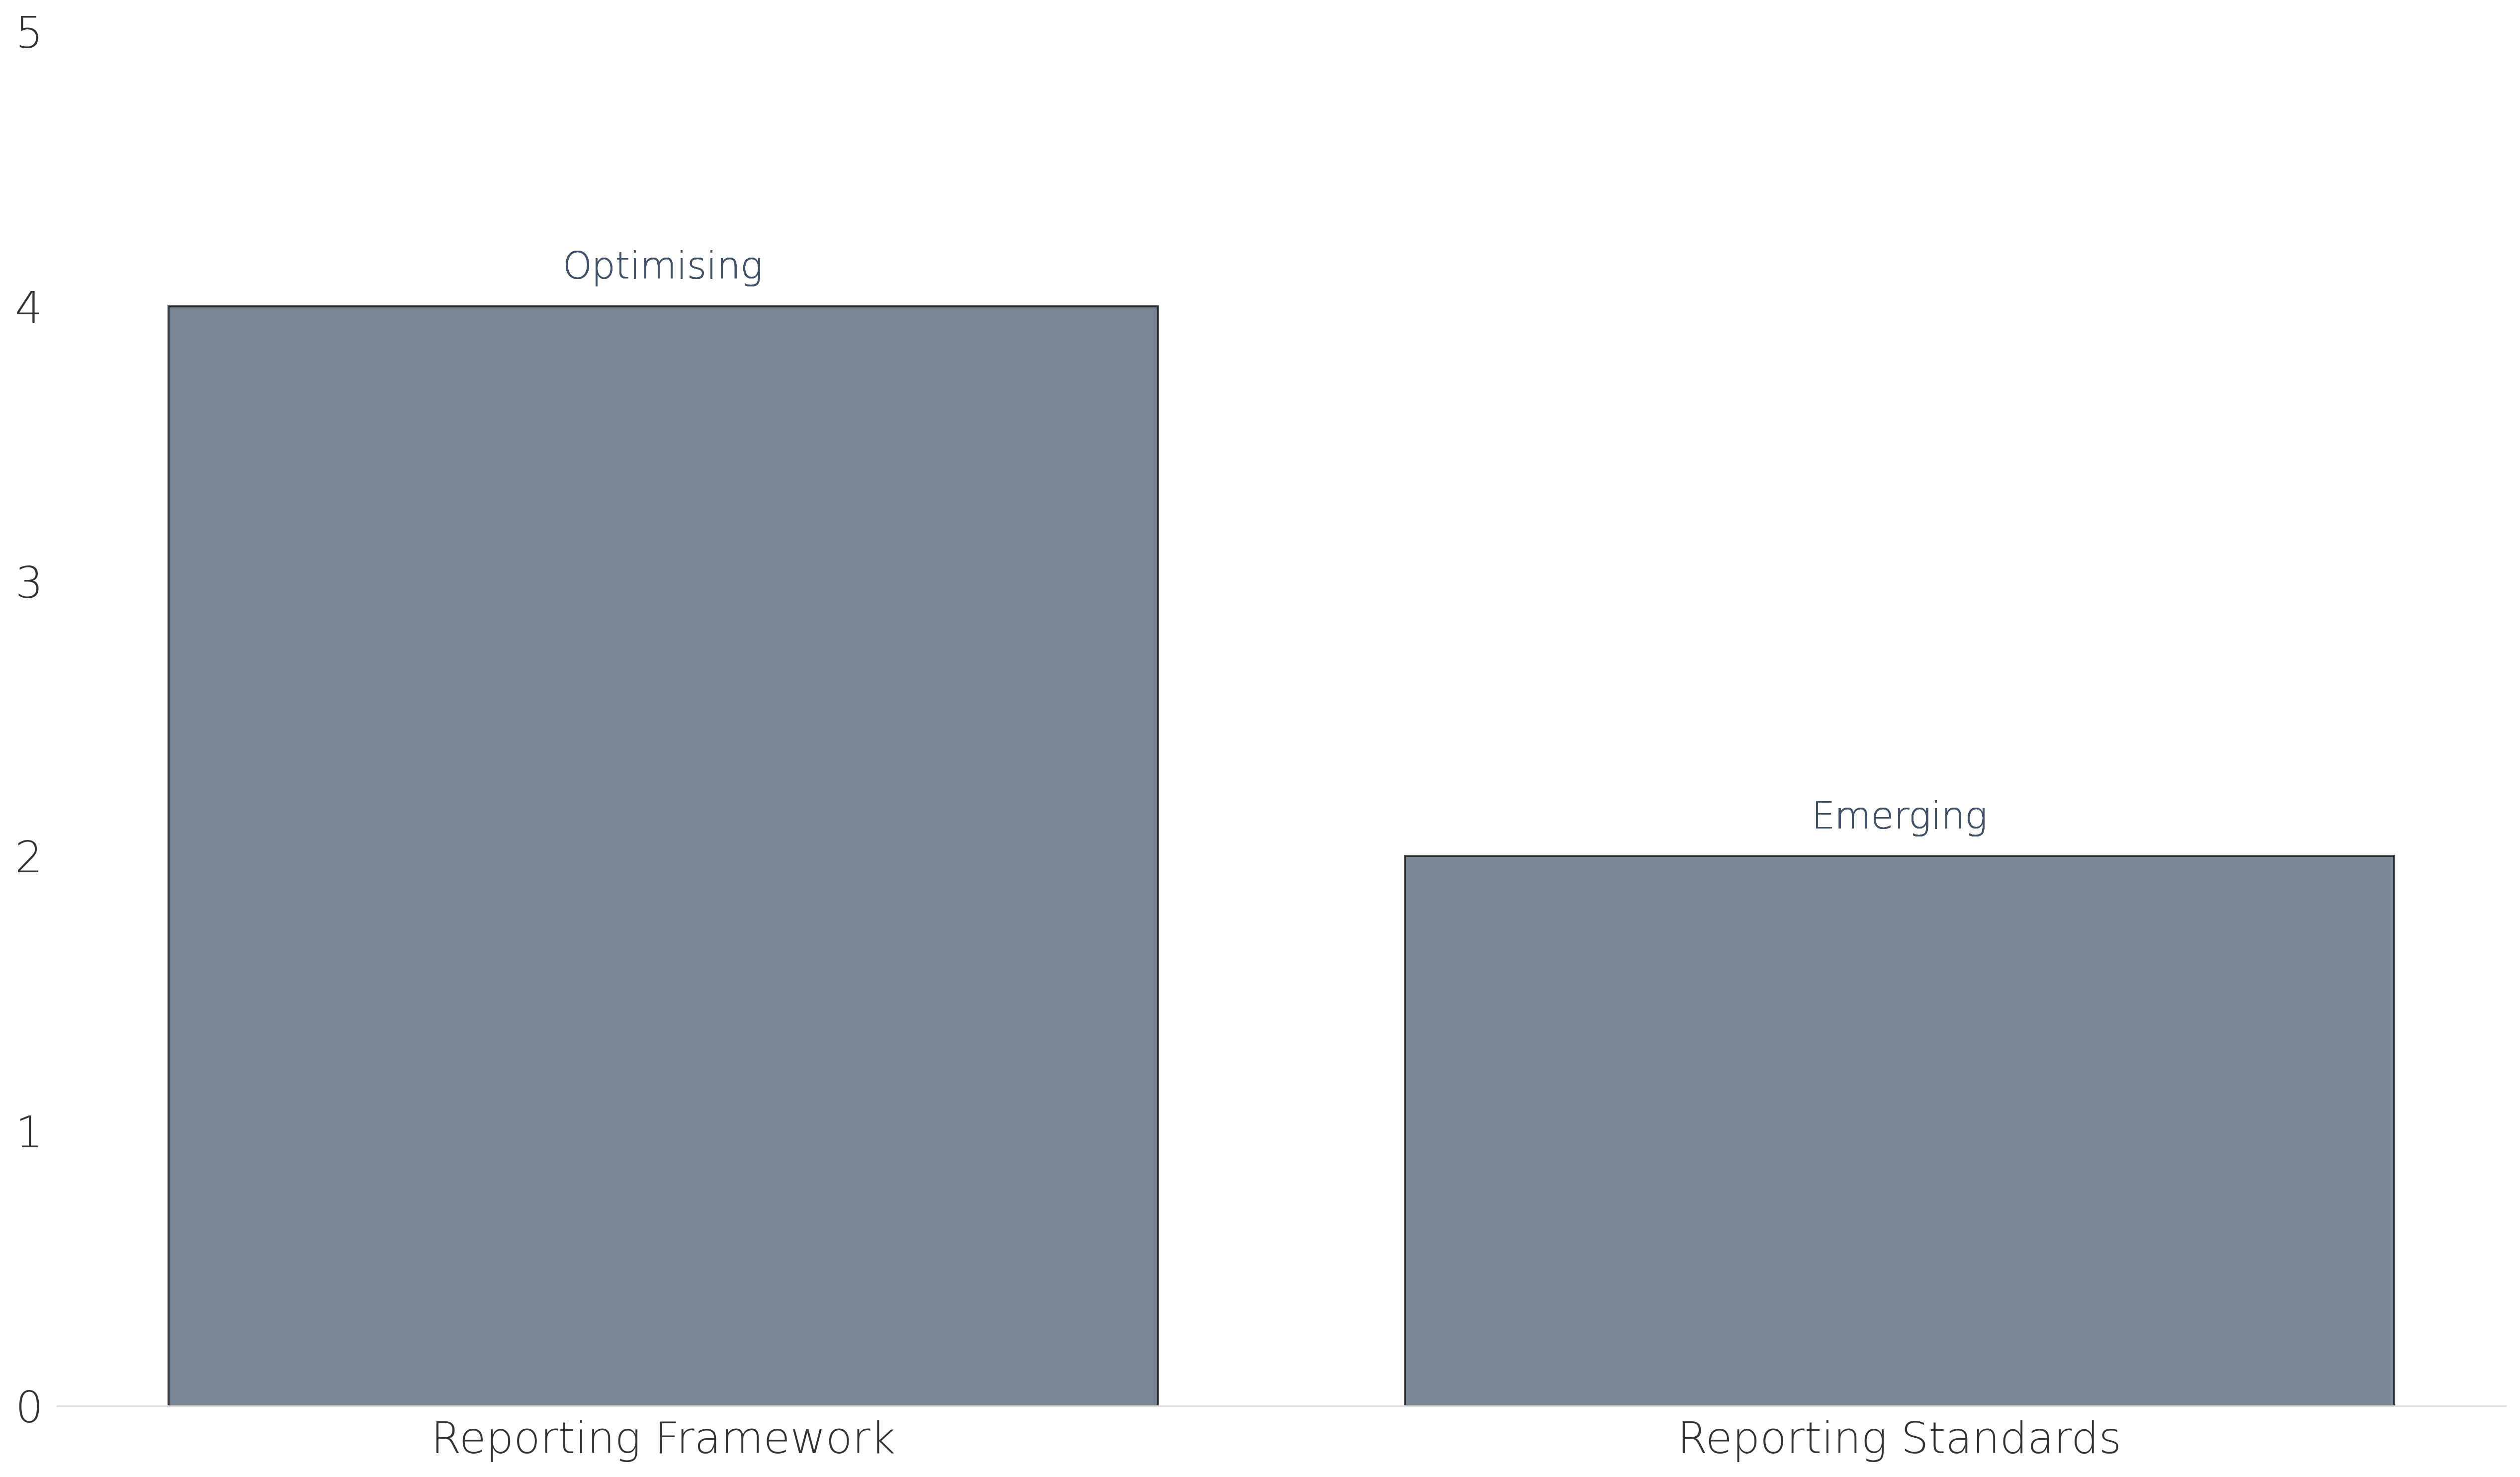 5
Optimising
4
3
Emerging
2
1
0
Reporting Framework
Reporting Standards